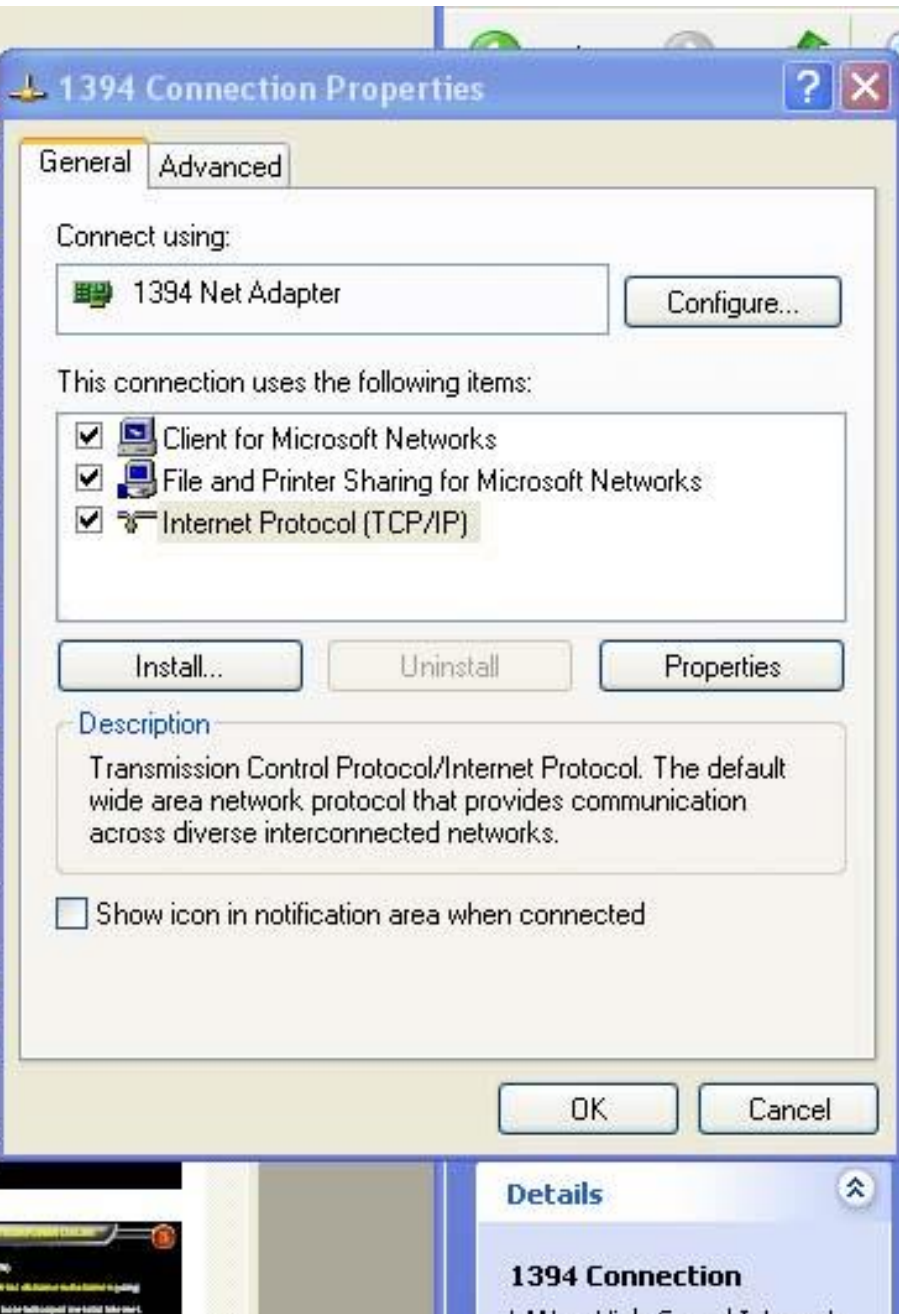 1394 Connection Properties
General
Advanced
Connect using:
1394 Net Adapter
Configure...
This connection uses the following items:
Client for Microsoft Networks
File and Printer Sharing for Microsoft Networks
Internet Protocol (TCP/IP)
Install...
Uninstall
Properties
Description
Transmission Control Protocol/Internet Protocol. The default
wide area network protocol that provides communication
across diverse interconnected networks.
Show icon in notification area when connected
OK
Cancel
Details
1394 Connection